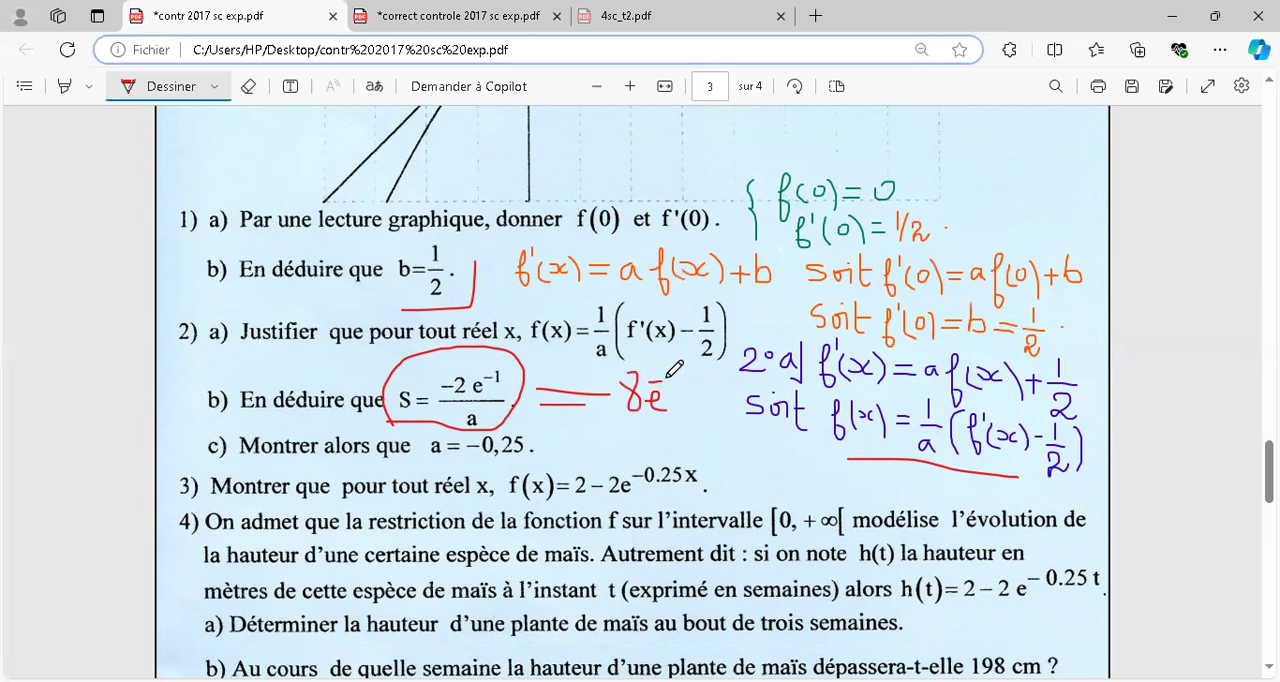 *contr 2017 sc exp.pdf
*correct controle 2017 sc exp.pdf
4sc_t2.pdf
Fichier C:/Users/HP/Desktop/contr%202017%20sc%20exp.pdf
Dessiner
Demander à Copilot
3 sur 4
1) a) Par une lecture graphique, donner f(0) et f'(0).
f(0) = 0
f'(0) = 1/2.
b) En déduire que b=1/2.
f'(x) = a f(x) + b soit f'(0) = a f(0) + b
soit f'(0) = b = 1/2.
2) a) Justifier que pour tout réel x, f(x) = 1/a (f'(x) − 1/2)
2° a) f'(x) = a f(x) + 1/2
b) En déduire que S = −2 e⁻¹/a. = 8e⁻
soit f(x) = 1/a (f'(x) − 1/2)
c) Montrer alors que a = −0,25.
3) Montrer que pour tout réel x, f(x) = 2 − 2e^−0.25x.
4) On admet que la restriction de la fonction f sur l'intervalle [0, +∞[ modélise l'évolution de
la hauteur d'une certaine espèce de maïs. Autrement dit : si on note h(t) la hauteur en
mètres de cette espèce de maïs à l'instant t (exprimé en semaines) alors h(t) = 2 − 2 e^− 0.25 t.
a) Déterminer la hauteur d'une plante de maïs au bout de trois semaines.
b) Au cours de quelle semaine la hauteur d'une plante de maïs dépassera-t-elle 198 cm ?